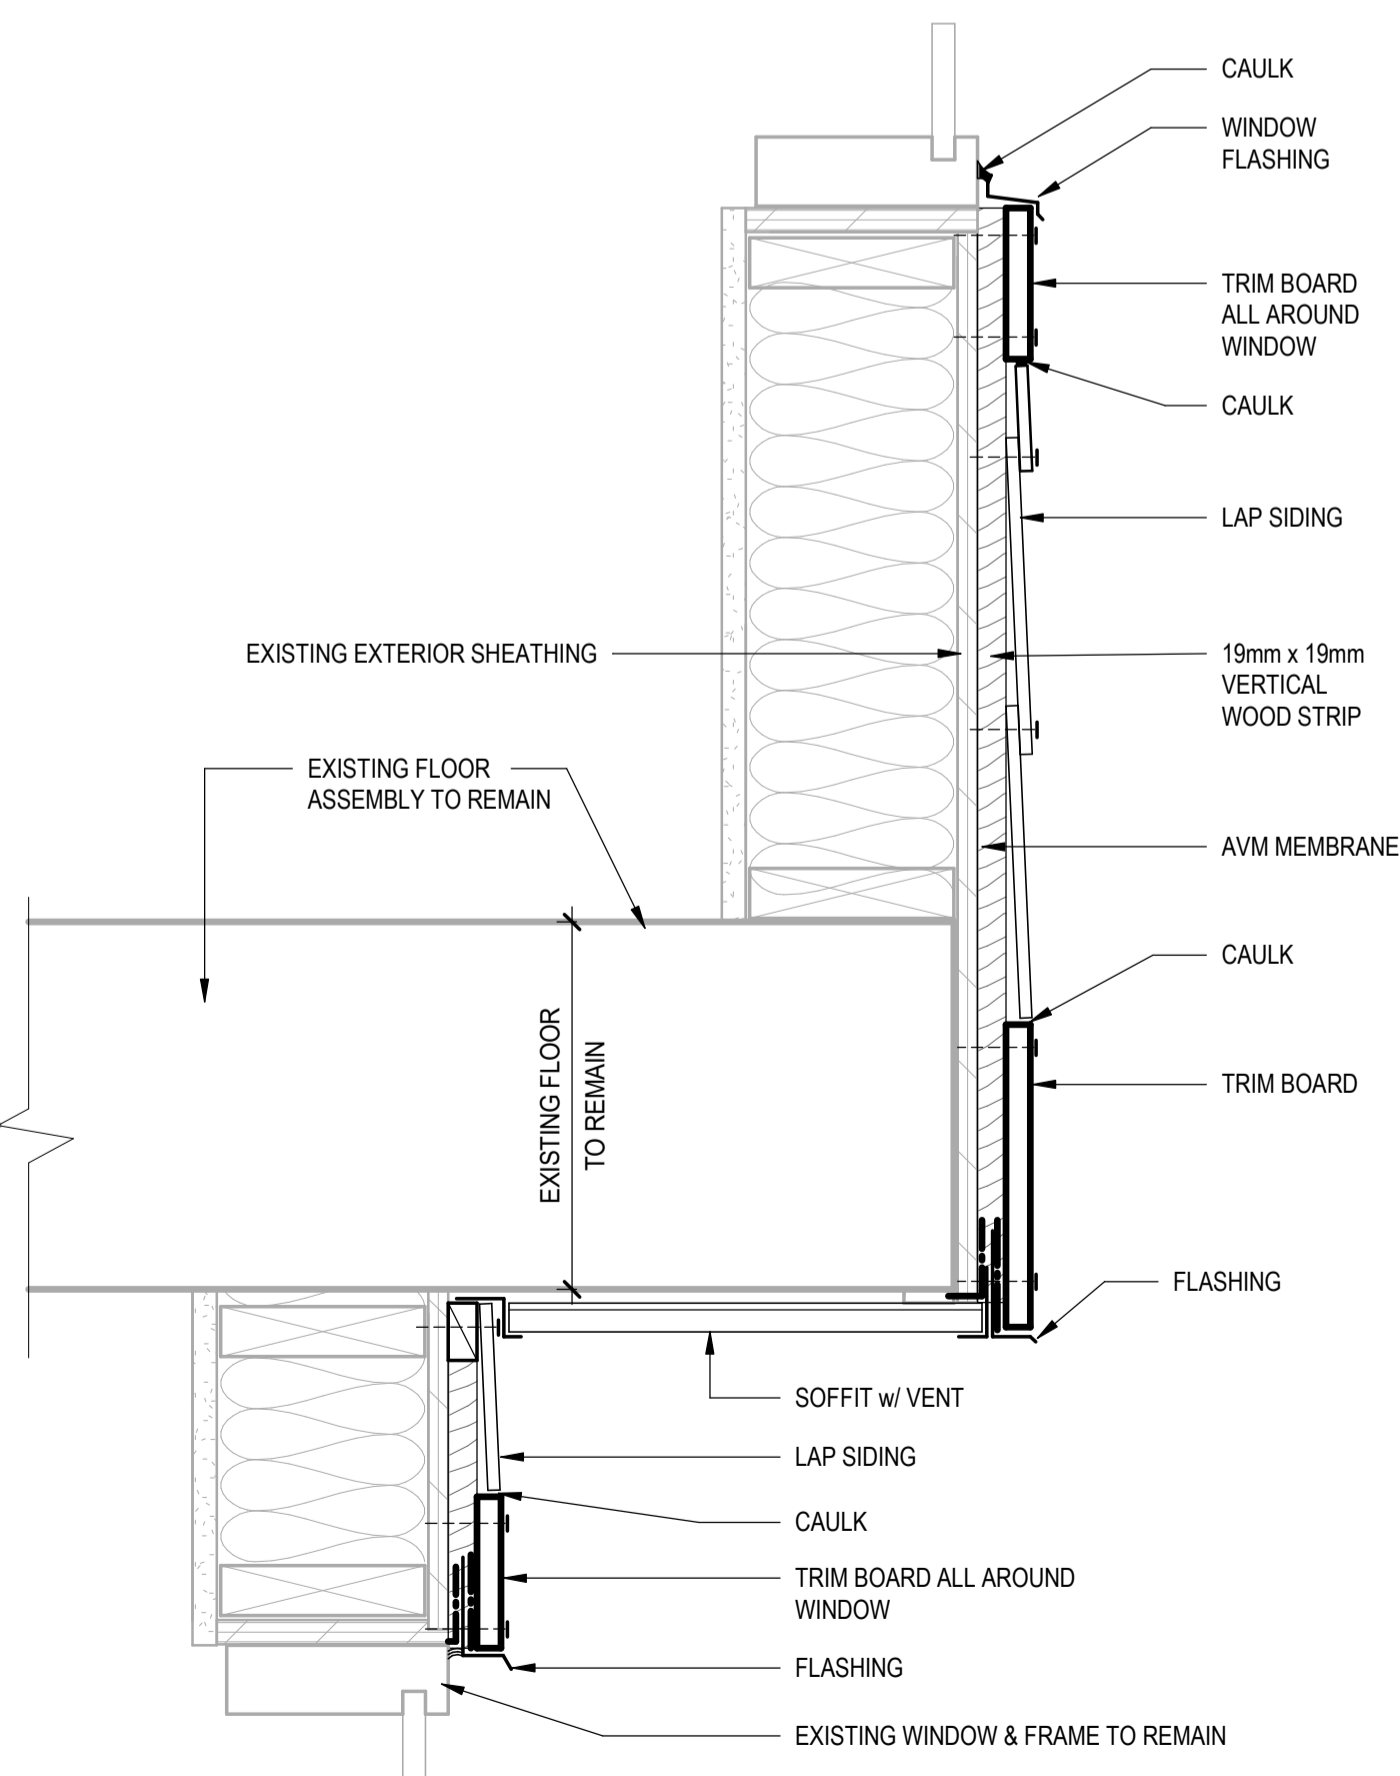 CAULK
WINDOW
FLASHING
TRIM BOARD
ALL AROUND
WINDOW
CAULK
LAP SIDING
EXISTING EXTERIOR SHEATHING
19mm x 19mm
VERTICAL
WOOD STRIP
EXISTING FLOOR
ASSEMBLY TO REMAIN
AVM MEMBRANE
CAULK
EXISTING FLOOR
TO REMAIN
TRIM BOARD
FLASHING
SOFFIT w/ VENT
LAP SIDING
CAULK
TRIM BOARD ALL AROUND
WINDOW
FLASHING
EXISTING WINDOW & FRAME TO REMAIN